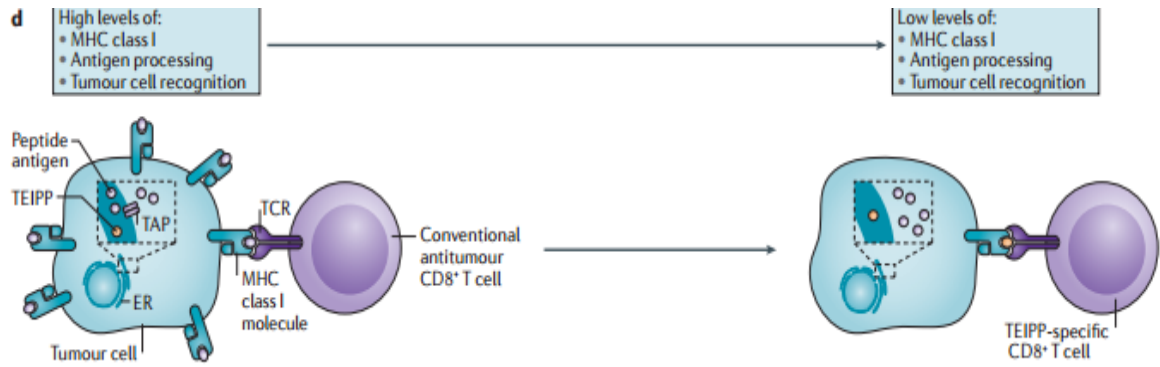 d
High levels of:
• MHC class I
• Antigen processing
• Tumour cell recognition
Low levels of:
• MHC class I
• Antigen processing
• Tumour cell recognition
Peptide
antigen
TEIPP
TAP
TCR
Conventional
antitumour
CD8⁺ T cell
MHC
class I
molecule
ER
Tumour cell
TEIPP-specific
CD8⁺ T cell